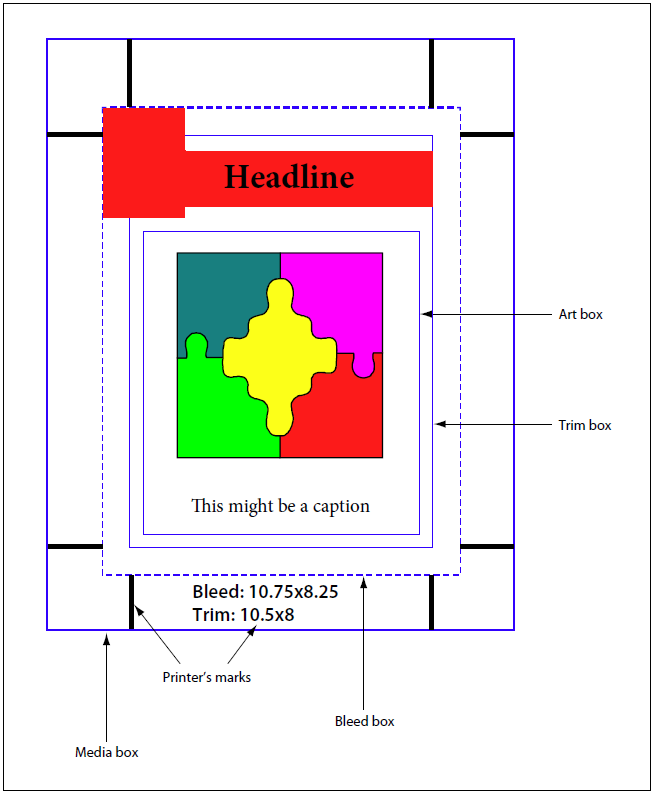 Headline
Art box
Trim box
This might be a caption
Bleed: 10.75x8.25
Trim: 10.5x8
Printer’s marks
Bleed box
Media box